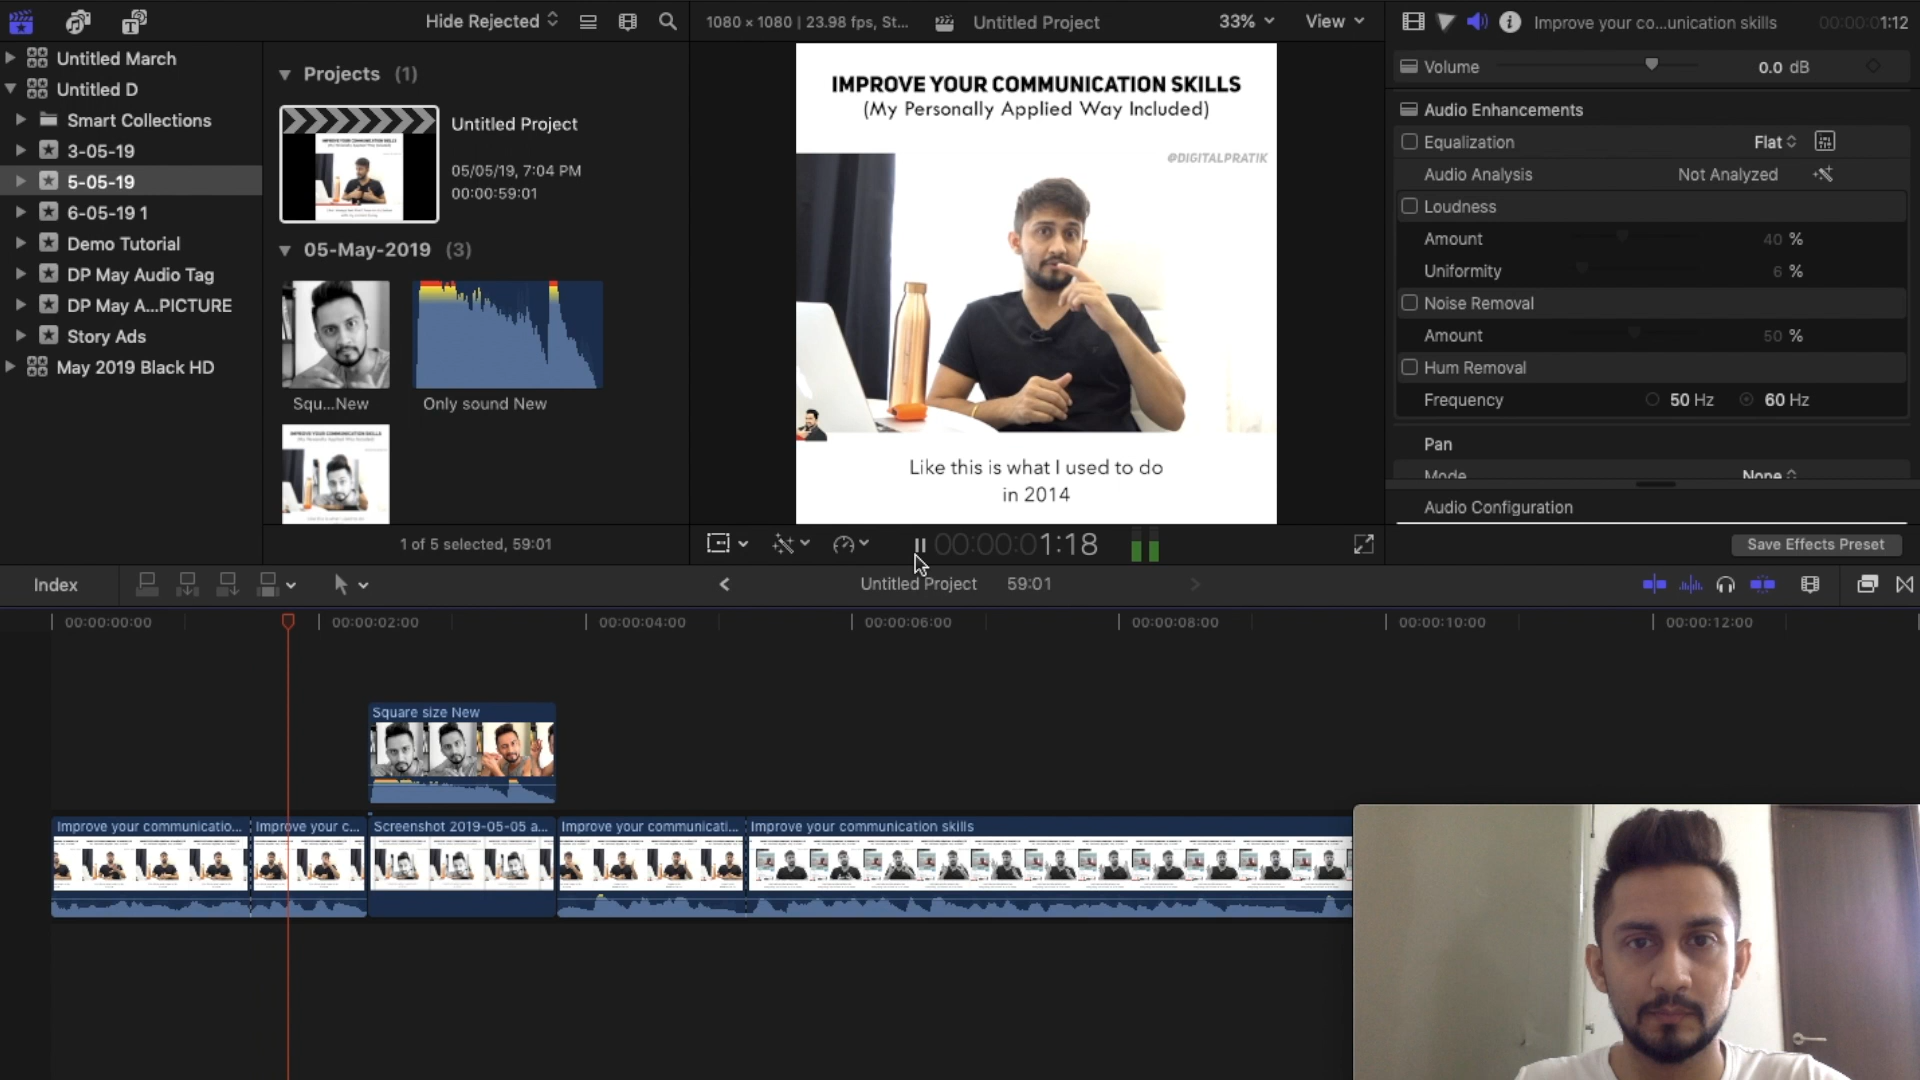 Hide Rejected
1080 × 1080 | 23.98 fps, St...
Untitled Project
33%
View
Improve your co...unication skills
00:00:01:12
Untitled March
Untitled D
Smart Collections
3-05-19
5-05-19
6-05-19 1
Demo Tutorial
DP May Audio Tag
DP May A...PICTURE
Story Ads
May 2019 Black HD
Projects (1)
Untitled Project
05/05/19, 7:04 PM
00:00:59:01
05-May-2019 (3)
Squ...New
Only sound New
1 of 5 selected, 59:01
IMPROVE YOUR COMMUNICATION SKILLS
(My Personally Applied Way Included)
@DIGITALPRATIK
Like this is what I used to do
in 2014
00:00:01:18
Volume
0.0 dB
Audio Enhancements
Equalization
Flat
Audio Analysis
Not Analyzed
Loudness
Amount
40 %
Uniformity
6 %
Noise Removal
Amount
50 %
Hum Removal
Frequency
50 Hz
60 Hz
Pan
Mode
None
Audio Configuration
Save Effects Preset
Index
Untitled Project
59:01
00:00:00:00
00:00:02:00
00:00:04:00
00:00:06:00
00:00:08:00
00:00:10:00
00:00:12:00
Square size New
Improve your communicatio...
Improve your c...
Screenshot 2019-05-05 a...
Improve your communicati...
Improve your communication skills